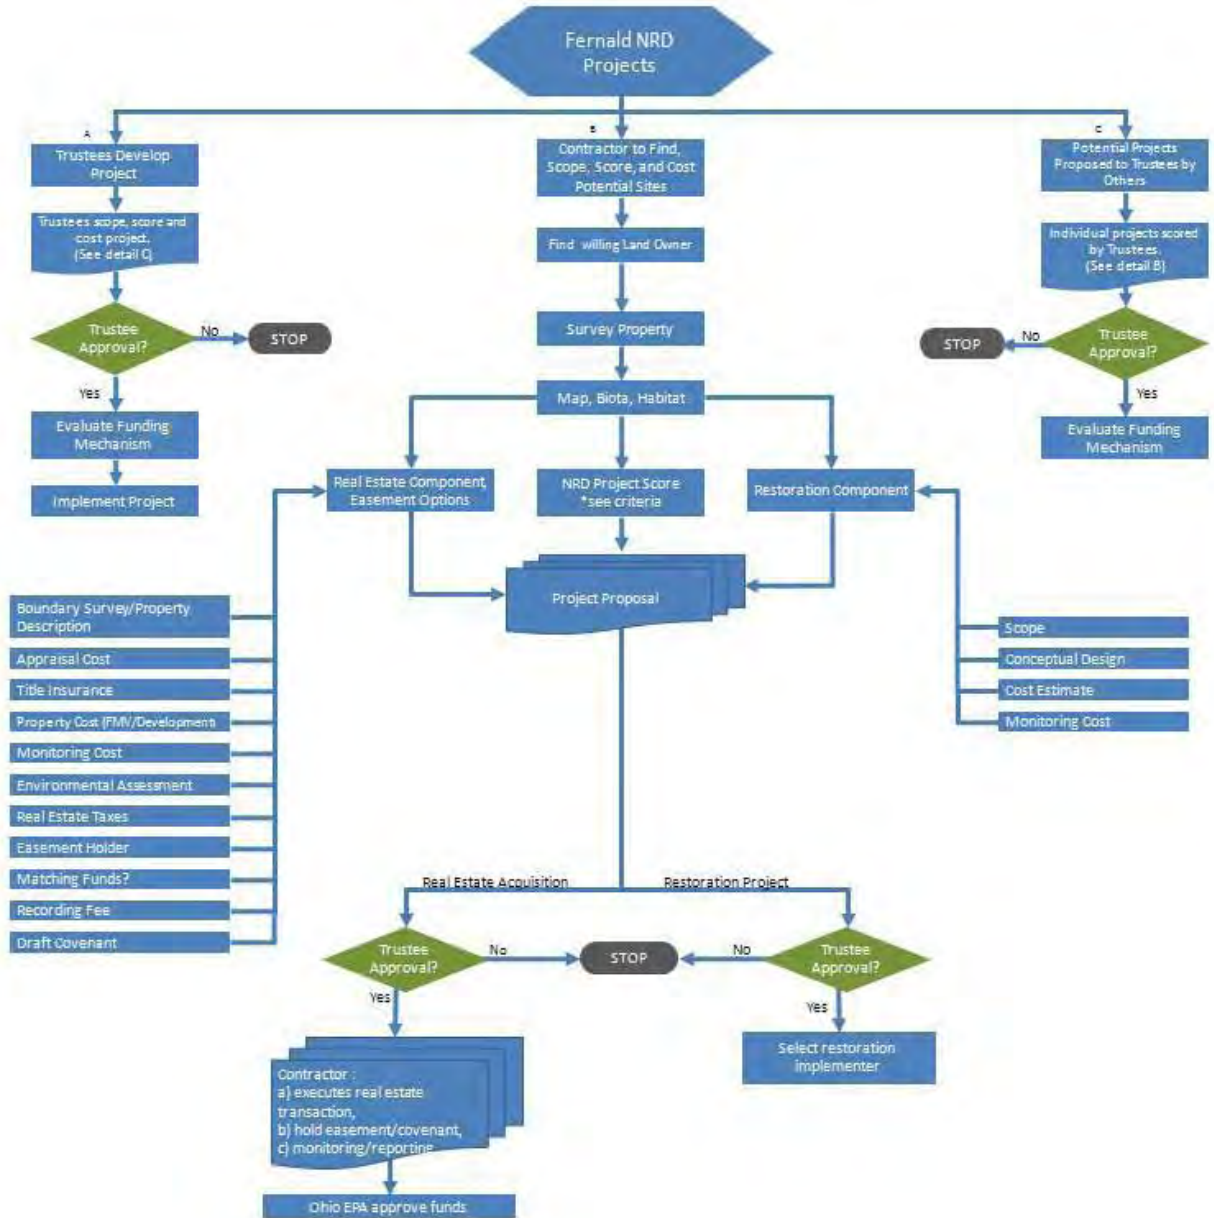 Fernald NRD
Projects
A
Trustees Develop
Project
Trustees scope, score and
cost project.
(See detail C)
Trustee
Approval?
No
STOP
Yes
Evaluate Funding
Mechanism
Implement Project
B
Contractor to Find,
Scope, Score, and Cost
Potential Sites
Find willing Land Owner
Survey Property
Map, Biota, Habitat
Real Estate Component,
Easement Options
NRD Project Score
*see criteria
Restoration Component
Project Proposal
C
Potential Projects
Proposed to Trustees by
Others
Individual projects scored
by Trustees.
(See detail B)
Trustee
Approval?
No
STOP
Yes
Evaluate Funding
Mechanism
Boundary Survey/Property
Description
Appraisal Cost
Title Insurance
Property Cost (FMV/Development)
Monitoring Cost
Environmental Assessment
Real Estate Taxes
Easement Holder
Matching Funds?
Recording Fee
Draft Covenant
Scope
Conceptual Design
Cost Estimate
Monitoring Cost
Real Estate Acquisition
Restoration Project
Trustee
Approval?
No
STOP
No
Trustee
Approval?
Yes
Yes
Contractor :
a) executes real estate
transaction,
b) hold easement/covenant,
c) monitoring/reporting
Select restoration
implementer
Ohio EPA approve funds